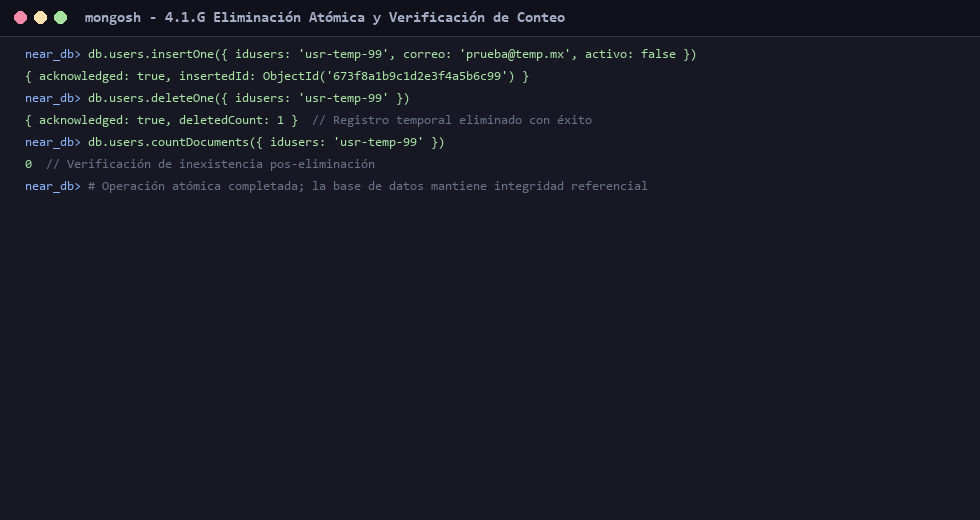 mongosh - 4.1.G Eliminación Atómica y Verificación de Conteo
near_db> db.users.insertOne({ idusers: 'usr-temp-99', correo: 'prueba@temp.mx', activo: false })
{ acknowledged: true, insertedId: ObjectId('673f8a1b9c1d2e3f4a5b6c99') }
near_db> db.users.deleteOne({ idusers: 'usr-temp-99' })
{ acknowledged: true, deletedCount: 1 }  // Registro temporal eliminado con éxito
near_db> db.users.countDocuments({ idusers: 'usr-temp-99' })
0  // Verificación de inexistencia pos-eliminación
near_db> # Operación atómica completada; la base de datos mantiene integridad referencial